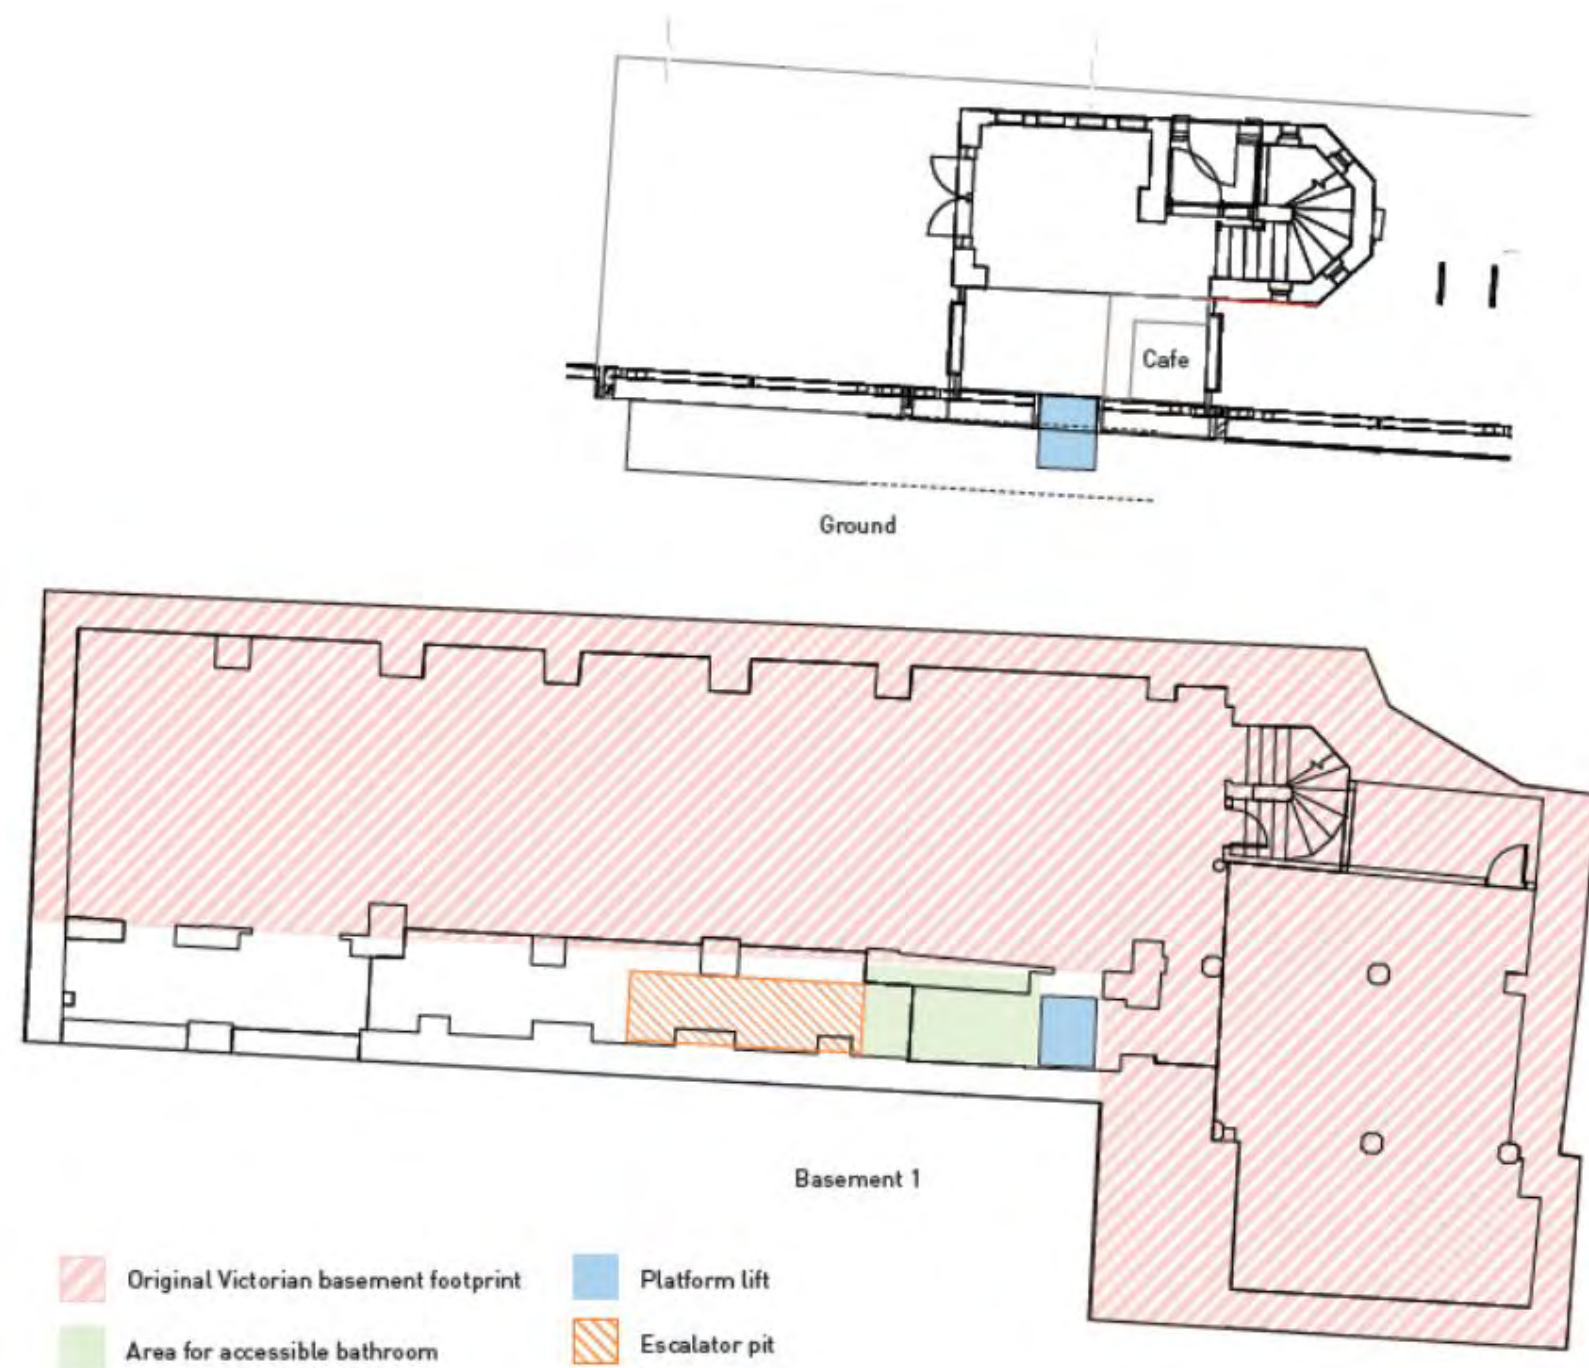 Cafe
Ground
Basement 1
Original Victorian basement footprint
Platform lift
Area for accessible bathroom
Escalator pit